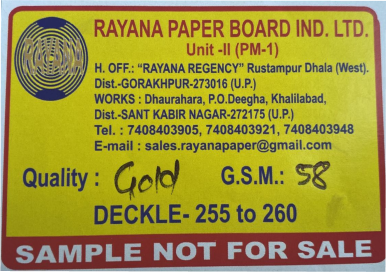 RAYANA PAPER BOARD IND. LTD.
Unit -II (PM-1)
H. OFF.: “RAYANA REGENCY” Rustampur Dhala (West).
Dist.-GORAKHPUR-273016 (U.P.)
WORKS : Dhaurahara, P.O.Deegha, Khalilabad,
Dist.-SANT KABIR NAGAR-272175 (U.P.)
Tel. : 7408403905, 7408403921, 7408403948
E-mail : sales.rayanapaper@gmail.com
Quality : Gold G.S.M.: 58
DECKLE- 255 to 260
SAMPLE NOT FOR SALE